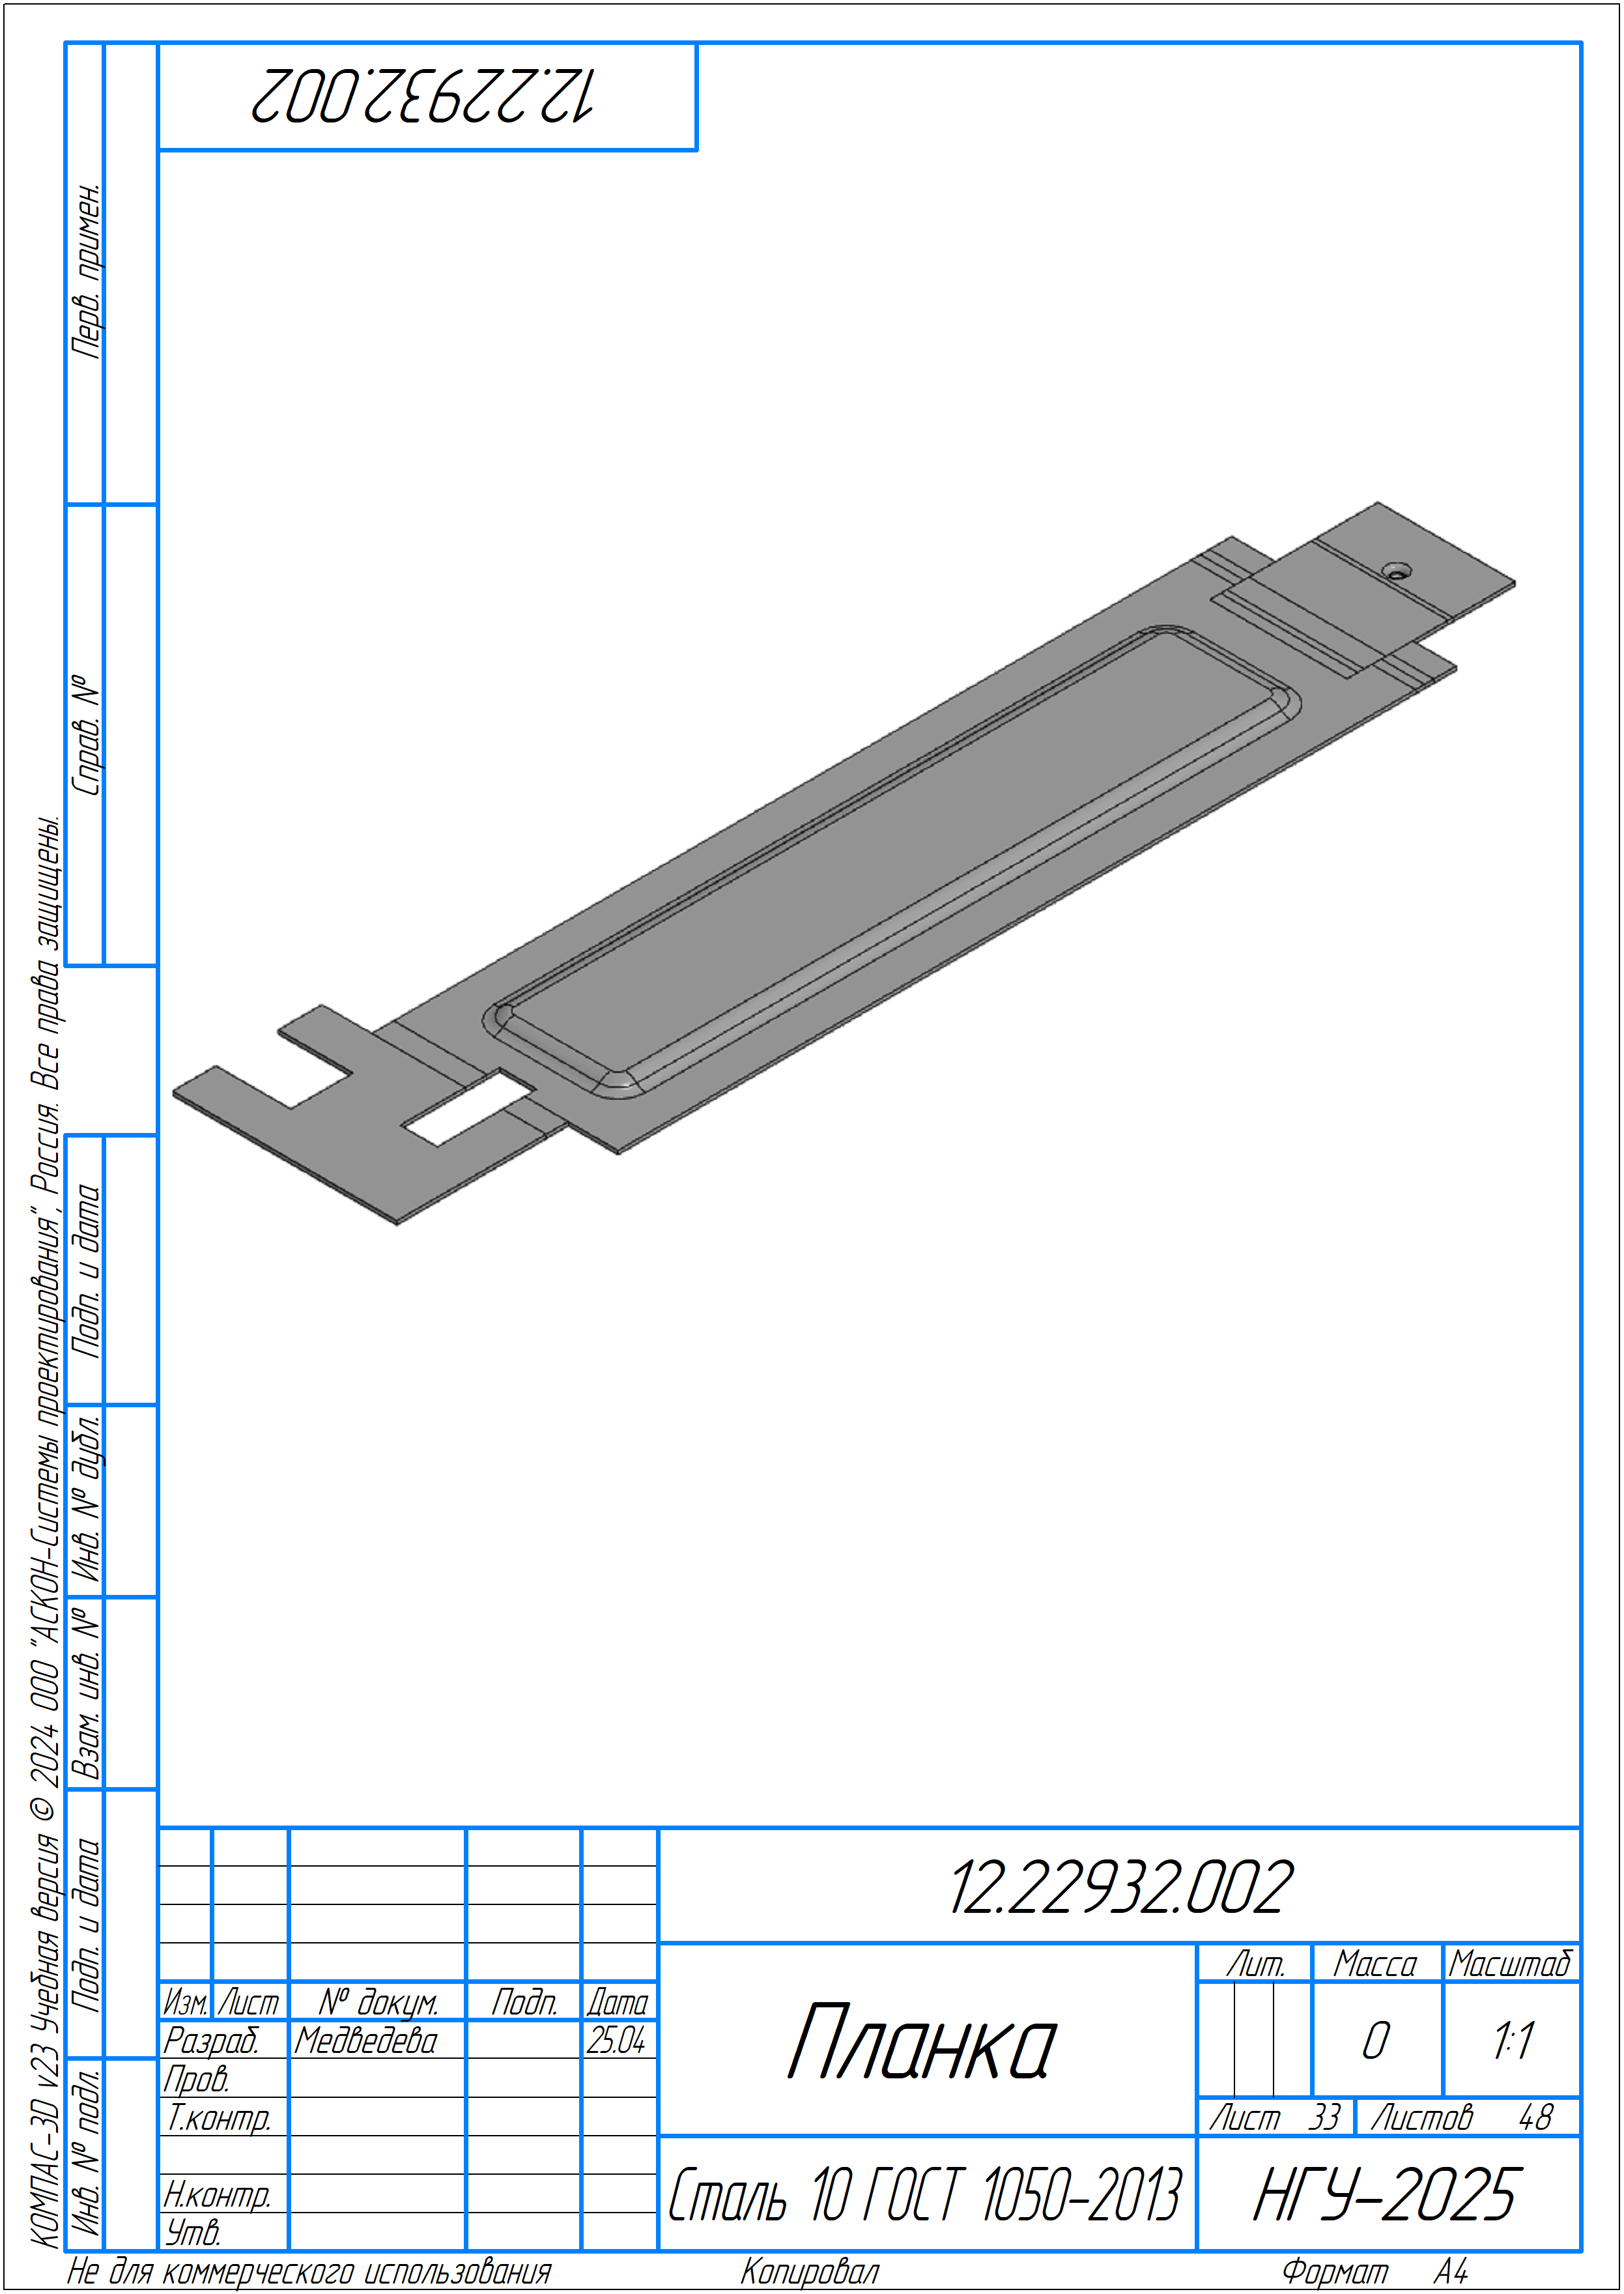 12.22932.002
Перв. примен.
Справ. №
Подп. и дата
Инв. № дубл.
Взам. инв. №
Подп. и дата
Инв. № подл.
КОМПАС-3D v23 Учебная версия © 2024 ООО "АСКОН-Системы проектирования", Россия. Все права защищены.
12.22932.002
Лит. Масса Масштаб
Изм. Лист № докум. Подп. Дата
Разраб. Медведева 25.04
Планка
0 1:1
Пров.
Т.контр.
Лист 33 Листов 48
Н.контр.
Сталь 10 ГОСТ 1050-2013
НГУ-2025
Утв.
Не для коммерческого использования Копировал Формат А4